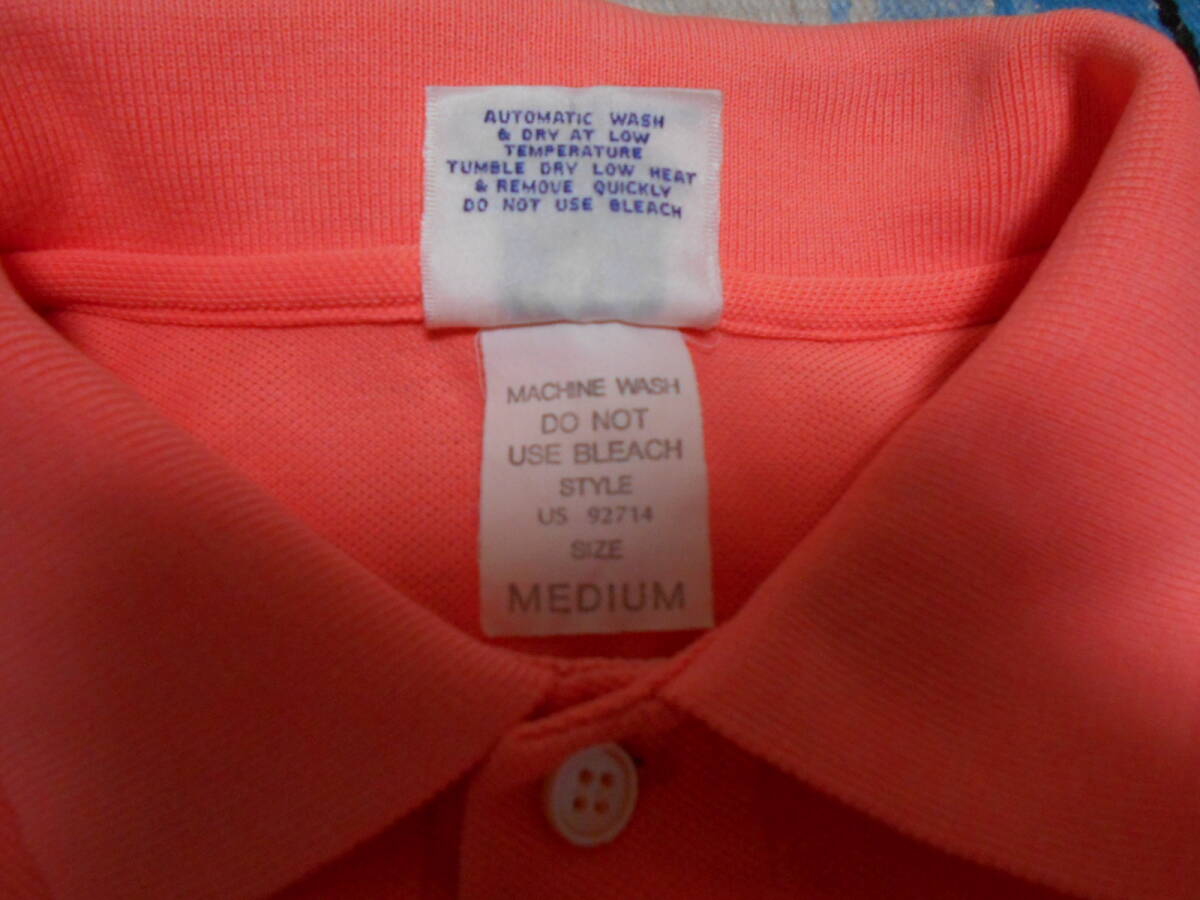 AUTOMATIC WASH
& DRY AT LOW
TEMPERATURE
TUMBLE DRY LOW HEAT
& REMOVE QUICKLY
DO NOT USE BLEACH
MACHINE WASH
DO NOT
USE BLEACH
STYLE
US 92714
SIZE
MEDIUM